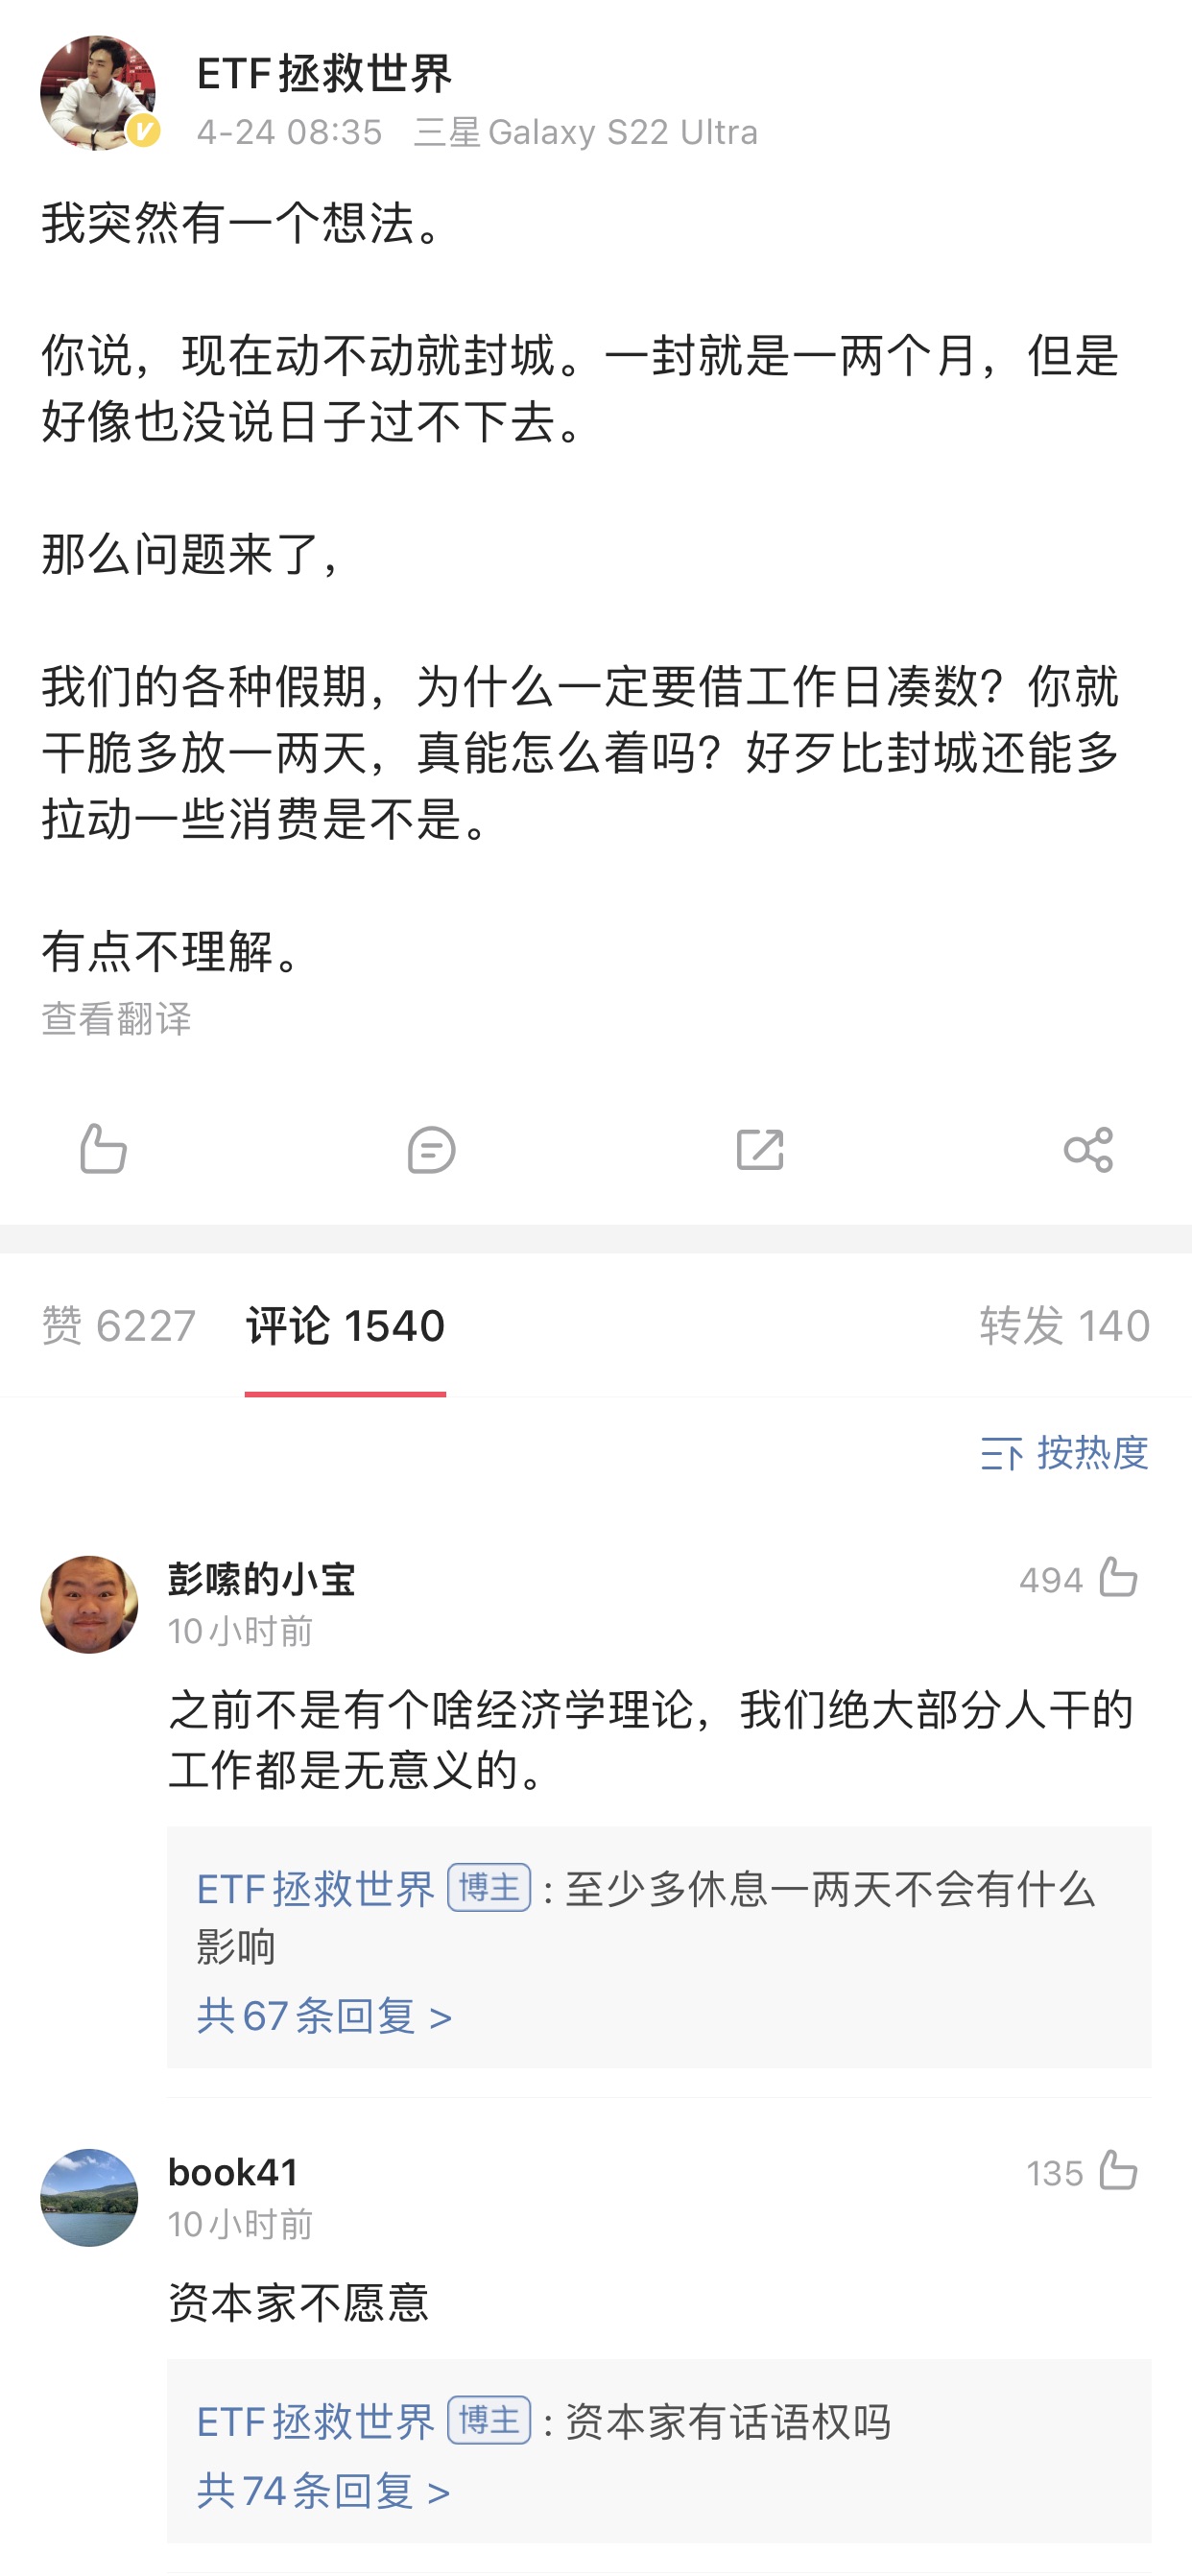 ETF拯救世界
4-24 08:35 三星Galaxy S22 Ultra
我突然有一个想法。
你说，现在动不动就封城。一封就是一两个月，但是
好像也没说日子过不下去。
那么问题来了，
我们的各种假期，为什么一定要借工作日凑数？你就
干脆多放一两天，真能怎么着吗？好歹比封城还能多
拉动一些消费是不是。
有点不理解。
查看翻译
赞 6227 评论 1540 转发 140
按热度
彭嗦的小宝 494
10小时前
之前不是有个啥经济学理论，我们绝大部分人干的
工作都是无意义的。
ETF拯救世界 博主：至少多休息一两天不会有什么
影响
共67条回复 >
book41 135
10小时前
资本家不愿意
ETF拯救世界 博主：资本家有话语权吗
共74条回复 >